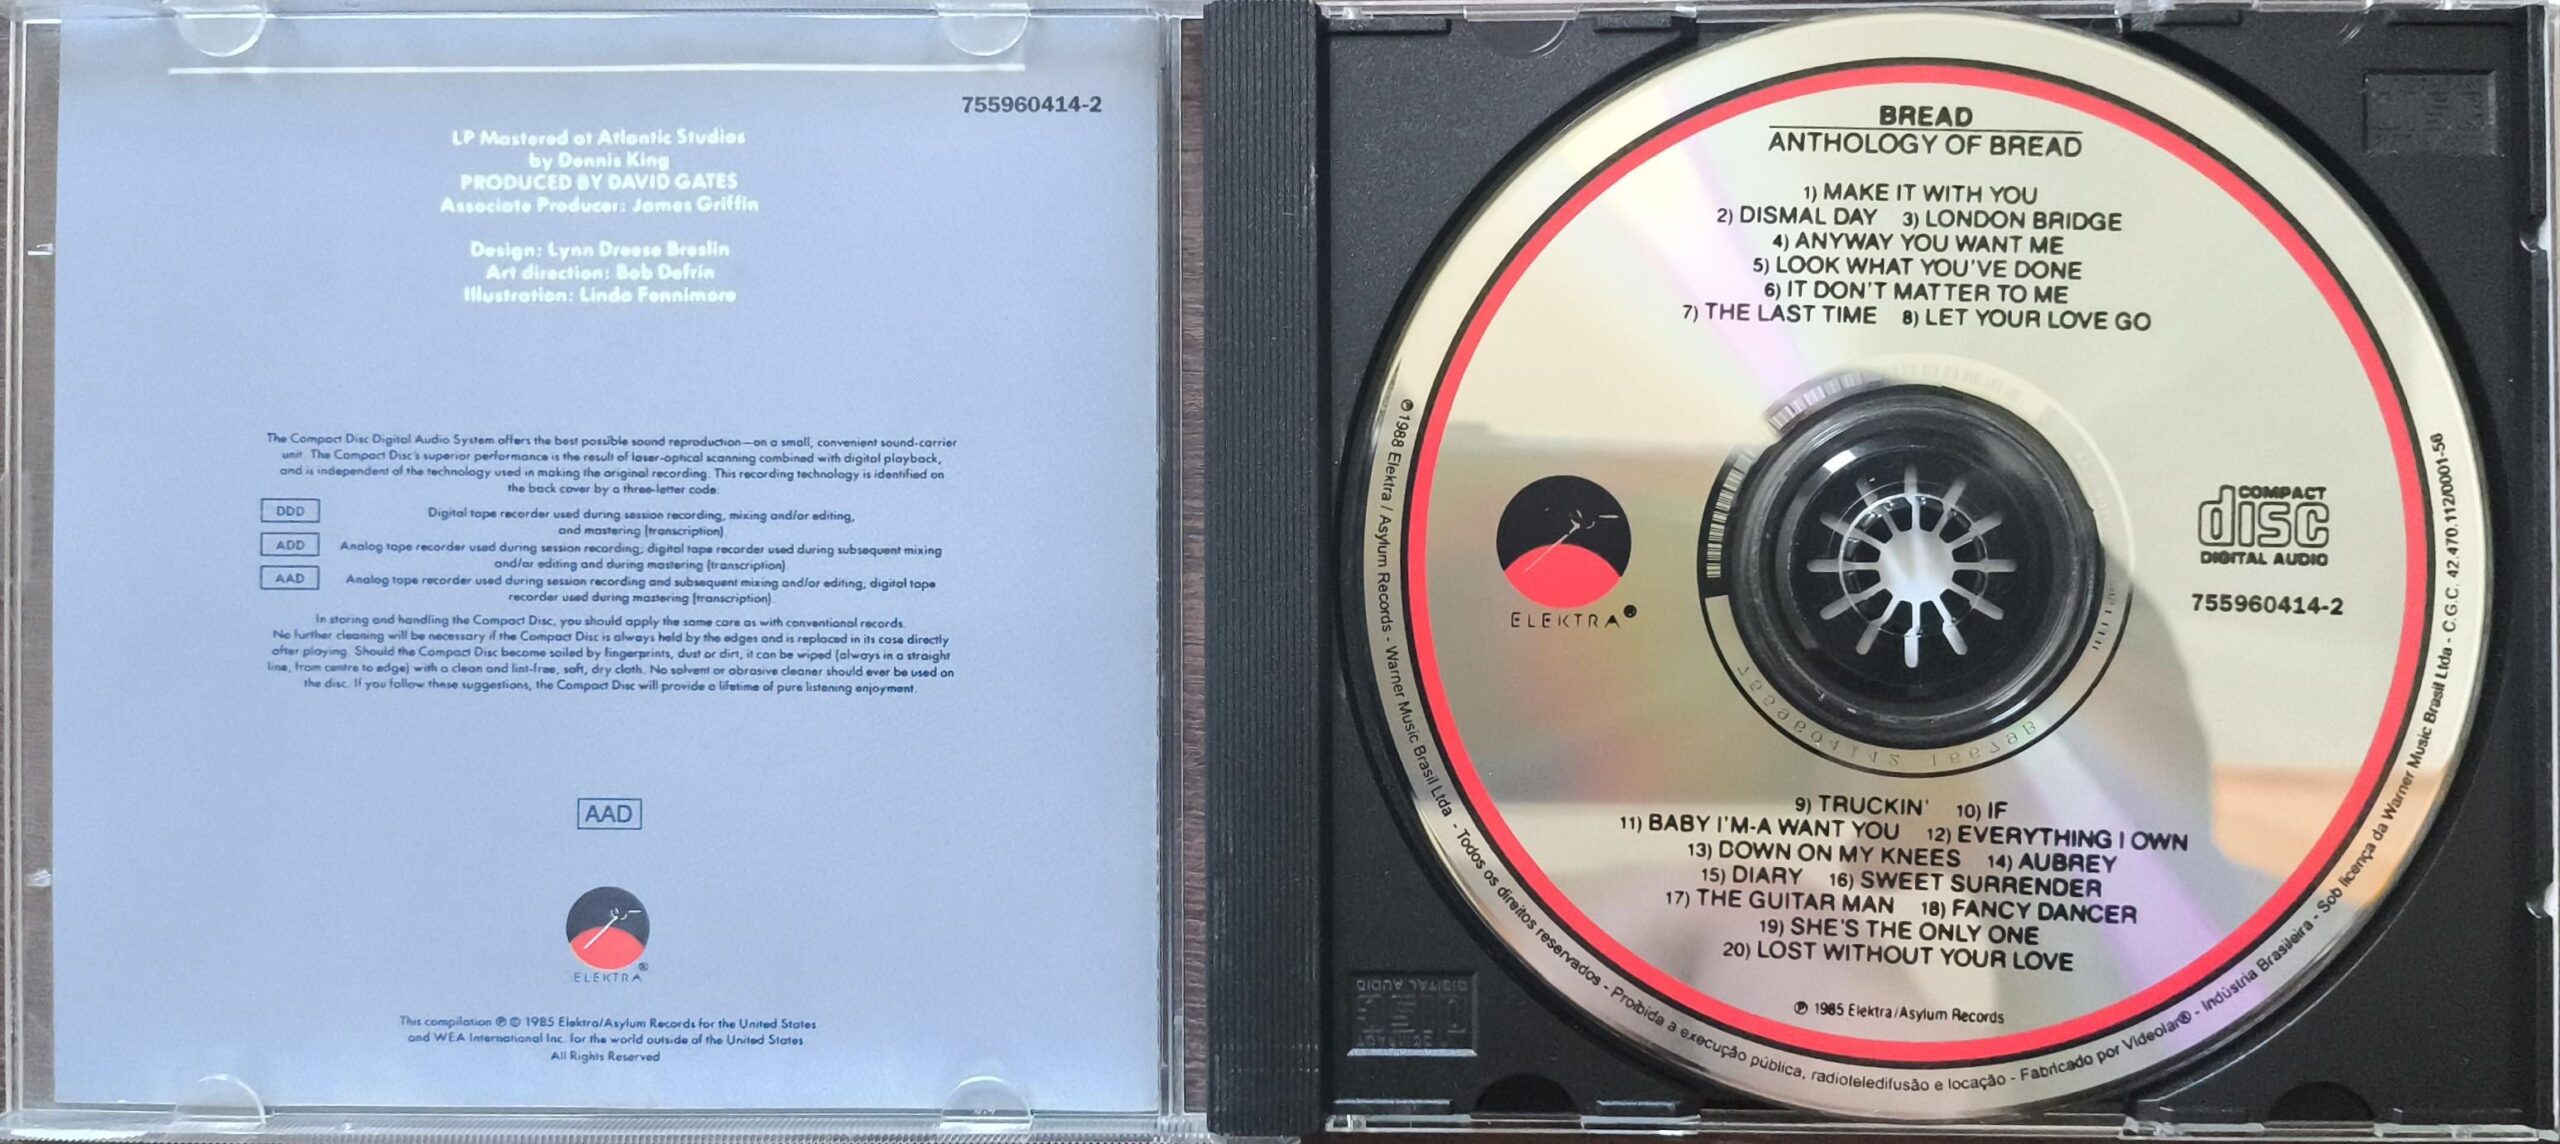 755960414-2
LP Mastered at Atlantic Studios
by Dennis King
PRODUCED BY DAVID GATES
Associate Producer: James Griffin
Design: Lynn Dreese Breslin
Art direction: Bob Defrin
Illustration: Linda Fennimore
The Compact Disc Digital Audio System offers the best possible sound reproduction—on a small, convenient sound-carrier
unit. The Compact Disc's superior performance is the result of laser-optical scanning combined with digital playback,
and is independent of the technology used in making the original recording. This recording technology is identified on
the back cover by a three-letter code:
DDD Digital tape recorder used during session recording, mixing and/or editing,
and mastering (transcription)
ADD Analog tape recorder used during session recording; digital tape recorder used during subsequent mixing
and/or editing and during mastering (transcription)
AAD Analog tape recorder used during session recording and subsequent mixing and/or editing; digital tape
recorder used during mastering (transcription).
In storing and handling the Compact Disc, you should apply the same care as with conventional records.
No further cleaning will be necessary if the Compact Disc is always held by the edges and is replaced in its case directly
after playing. Should the Compact Disc become soiled by fingerprints, dust or dirt, it can be wiped (always in a straight
line, from centre to edge) with a clean and lint-free, soft, dry cloth. No solvent or abrasive cleaner should ever be used on
the disc. If you follow these suggestions, the Compact Disc will provide a lifetime of pure listening enjoyment.
AAD
ELEKTRA®
This compilation ℗ © 1985 Elektra/Asylum Records for the United States
and WEA International Inc. for the world outside of the United States
All Rights Reserved
BREAD
ANTHOLOGY OF BREAD
1) MAKE IT WITH YOU
2) DISMAL DAY 3) LONDON BRIDGE
4) ANYWAY YOU WANT ME
5) LOOK WHAT YOU'VE DONE
6) IT DON'T MATTER TO ME
7) THE LAST TIME 8) LET YOUR LOVE GO
ELEKTRA®
COMPACT
disc
DIGITAL AUDIO
755960414-2
7559604142 16679B
9) TRUCKIN' 10) IF
11) BABY I'M-A WANT YOU 12) EVERYTHING I OWN
13) DOWN ON MY KNEES 14) AUBREY
15) DIARY 16) SWEET SURRENDER
17) THE GUITAR MAN 18) FANCY DANCER
19) SHE'S THE ONLY ONE
20) LOST WITHOUT YOUR LOVE
℗ 1985 Elektra/Asylum Records
℗ 1988 Elektra / Asylum Records - Warner Music Brasil Ltda - Todos os direitos reservados - Proibida a execução pública, radioteledifusão e locação - Fabricado por Videolar® - Indústria Brasileira - Sob licença da Warner Music Brasil Ltda - C.G.C. 42.470.112/0001-56
DIGITAL AUDIO